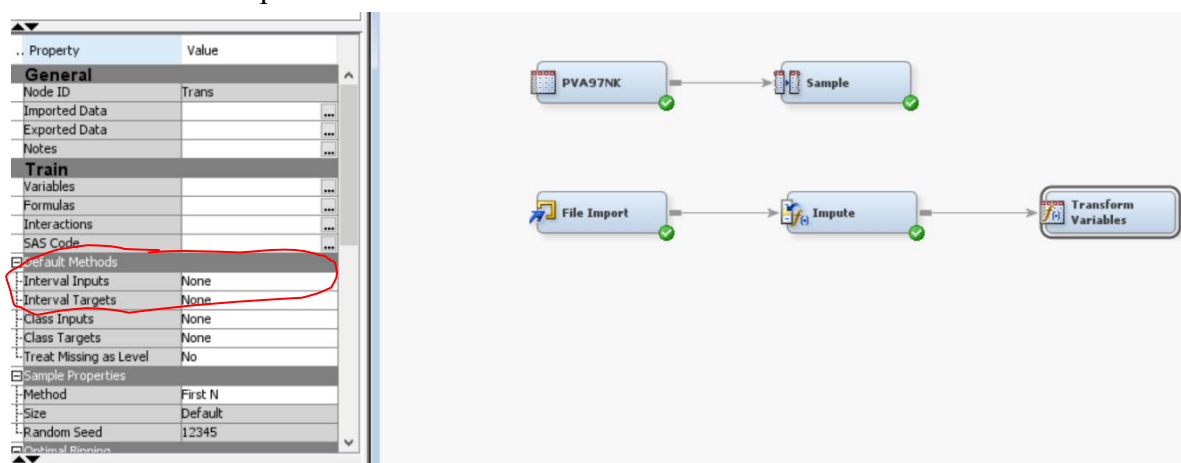 .. Property Value
General
Node ID Trans
Imported Data ...
Exported Data ...
Notes ...
Train
Variables ...
Formulas ...
Interactions ...
SAS Code ...
Default Methods
Interval Inputs None
Interval Targets None
Class Inputs None
Class Targets None
Treat Missing as Level No
Sample Properties
Method First N
Size Default
Random Seed 12345
Optimal Binning
PVA97NK
Sample
File Import
Impute
Transform
Variables